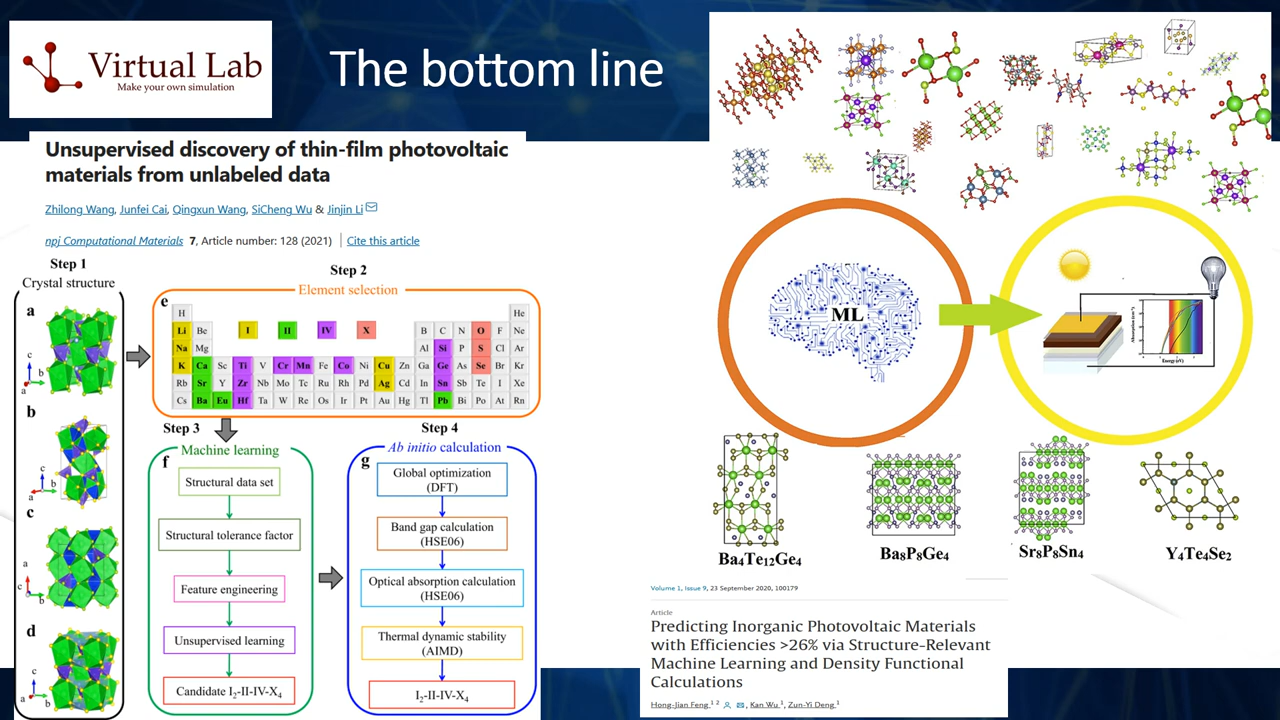 Virtual Lab
Make your own simulation
The bottom line
Unsupervised discovery of thin-film photovoltaic
materials from unlabeled data
Zhilong Wang, Junfei Cai, Qingxun Wang, SiCheng Wu & Jinjin Li
npj Computational Materials 7, Article number: 128 (2021) | Cite this article
Step 1
Crystal structure
a
c
b
a
b
c
b
a
c
a
c
b
d
c
b
a
Step 2
Element selection
e
H He
Li Be I II IV X B C N O F Ne
Na Mg Al Si P S Cl Ar
K Ca Sc Ti V Cr Mn Fe Co Ni Cu Zn Ga Ge As Se Br Kr
Rb Sr Y Zr Nb Mo Tc Ru Rh Pd Ag Cd In Sn Sb Te I Xe
Cs Ba Eu Hf Ta W Re Os Ir Pt Au Hg Tl Pb Bi Po At Rn
Step 3
Machine learning
f
Structural data set
Structural tolerance factor
Feature engineering
Unsupervised learning
Candidate I₂-II-IV-X₄
Step 4
Ab initio calculation
g
Global optimization
(DFT)
Band gap calculation
(HSE06)
Optical absorption calculation
(HSE06)
Thermal dynamic stability
(AIMD)
I₂-II-IV-X₄
ML
Absorption (cm⁻¹)
Energy (eV)
Ba₄Te₁₂Ge₄
Ba₈P₈Ge₄
Sr₈P₈Sn₄
Y₄Te₄Se₂
Volume 1, Issue 9, 23 September 2020, 100179
Article
Predicting Inorganic Photovoltaic Materials
with Efficiencies >26% via Structure-Relevant
Machine Learning and Density Functional
Calculations
Hong-Jian Feng,¹ ² Kan Wu,¹ Zun-Yi Deng,¹